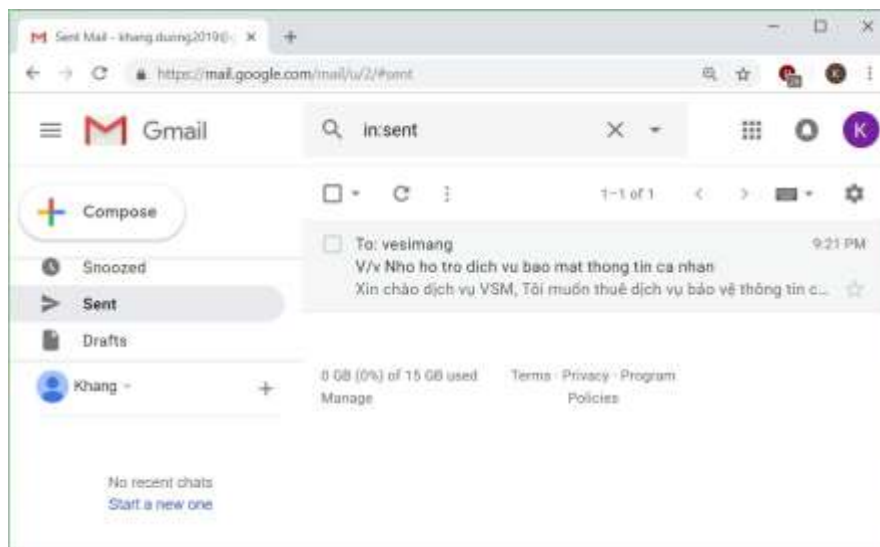 Sent Mail - khang.duong2019@
https://mail.google.com/mail/u/2/#sent
Gmail
in:sent
K
Compose
1–1 of 1
Snoozed
Sent
Drafts
To: vesimang
9:21 PM
V/v Nho ho tro dich vu bao mat thong tin ca nhan
Xin chào dịch vụ VSM, Tôi muốn thuê dịch vụ bảo vệ thông tin c...
Khang
0 GB (0%) of 15 GB used
Manage
Terms · Privacy · Program
Policies
No recent chats
Start a new one